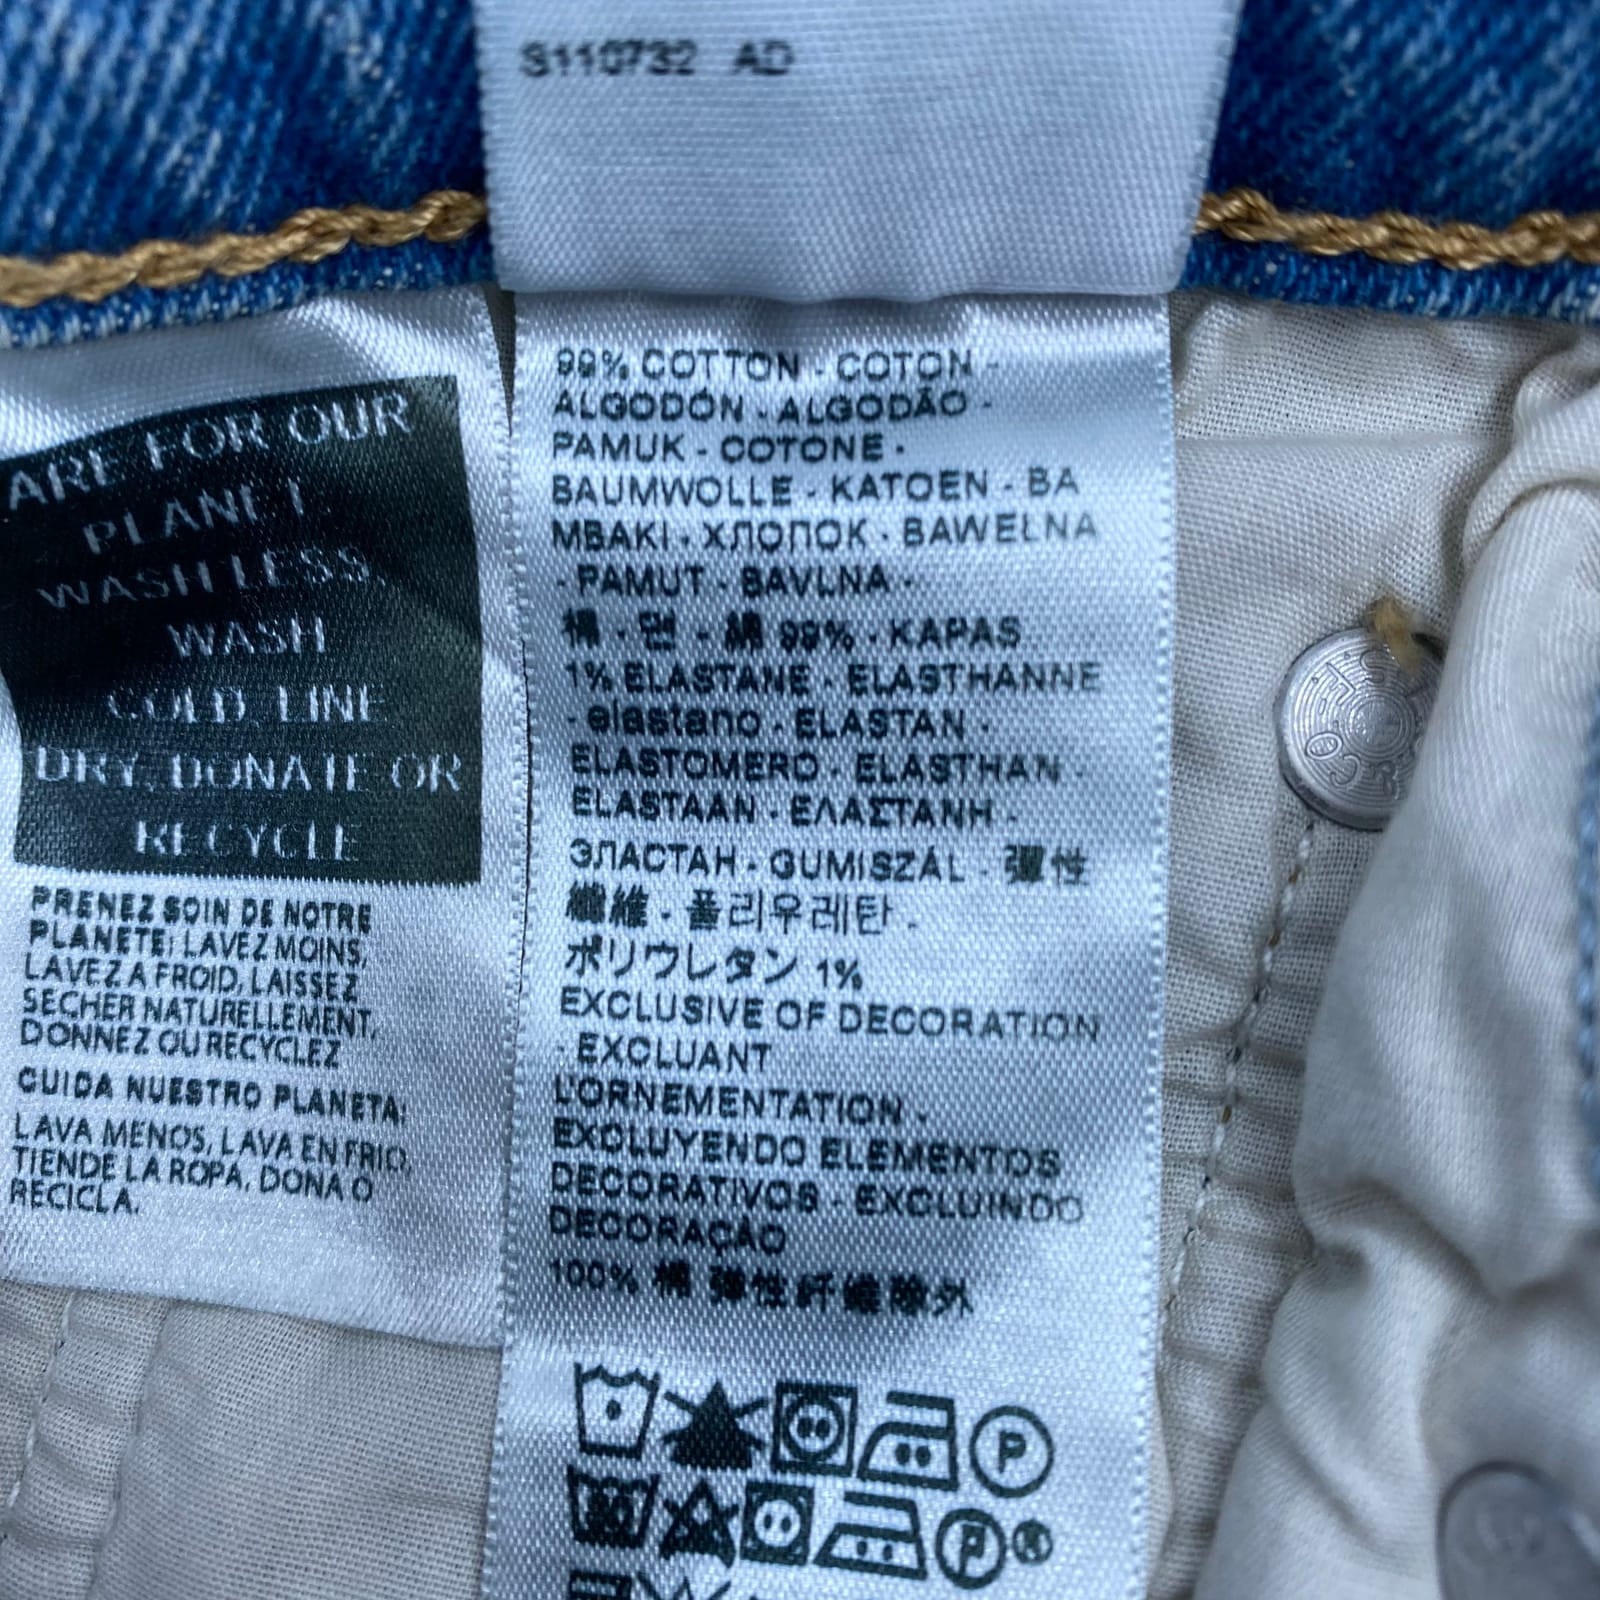 S110732 AD
ARE FOR OUR
PLANET.
WASH LESS,
WASH
COLD, LINE
DRY, DONATE OR
RECYCLE
PRENEZ SOIN DE NOTRE
PLANETE: LAVEZ MOINS,
LAVEZ A FROID, LAISSEZ
SECHER NATURELLEMENT,
DONNEZ OU RECYCLEZ
CUIDA NUESTRO PLANETA:
LAVA MENOS, LAVA EN FRIO,
TIENDE LA ROPA, DONA O
RECICLA.
99% COTTON - COTON -
ALGODÓN - ALGODÃO -
PAMUK - COTONE -
BAUMWOLLE - KATOEN - BA
MBAKI - ХЛОПОК - BAWEŁNA
- PAMUT - BAVLNA -
棉 - 면 - 綿 99% - KAPAS
1% ELASTANE - ELASTHANNE
- elastano - ELASTAN -
ELASTOMERO - ELASTHAN -
ELASTAAN - ΕΛΑΣΤΑΝΗ -
ЭЛАСТАН - GUMISZÁL - 彈性
纖維 - 폴리우레탄 -
ポリウレタン 1%
EXCLUSIVE OF DECORATION
- EXCLUANT
L'ORNEMENTATION -
EXCLUYENDO ELEMENTOS
DECORATIVOS - EXCLUINDO
DECORAÇÃO
100% 棉 弹性纤维除外
P
P